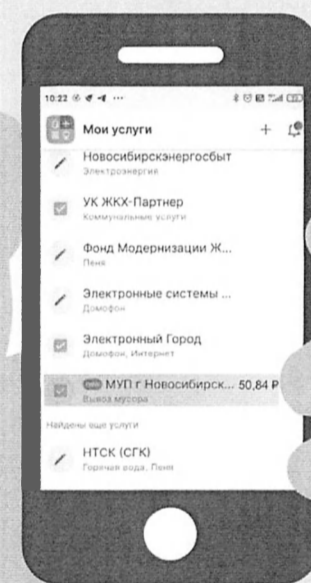 10:22
Мои услуги
Новосибирскэнергосбыт
Электроэнергия
УК ЖКХ-Партнер
Коммунальные услуги
Фонд Модернизации Ж...
Пеня
Электронные системы ...
Домофон
Электронный Город
Домофон, Интернет
МУП г Новосибирск... 50,84 ₽
Вывоз мусора
Найдены еще услуги
НТСК (СГК)
Горячая вода, Пеня